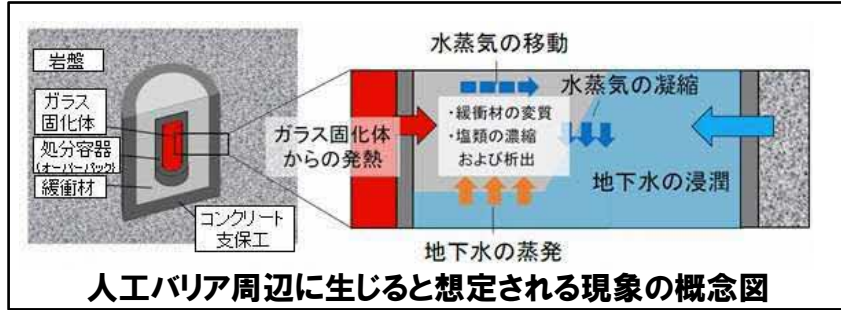 岩盤
ガラス
固化体
処分容器
(オーバーパック)
緩衝材
コンクリート
支保工
水蒸気の移動
水蒸気の凝縮
・緩衝材の変質
・塩類の濃縮
および析出
ガラス固化体
からの発熱
地下水の浸潤
地下水の蒸発
人工バリア周辺に生じると想定される現象の概念図